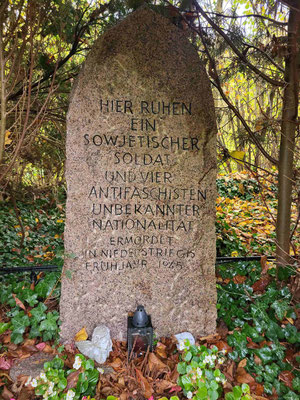 HIER RUHEN
EIN
SOWJETISCHER
SOLDAT
UND VIER
ANTIFASCHISTEN
UNBEKANNTER
NATIONALITÄT
ERMORDET
IN NIEDERSTRIEGIS
FRÜHJAHR 1945